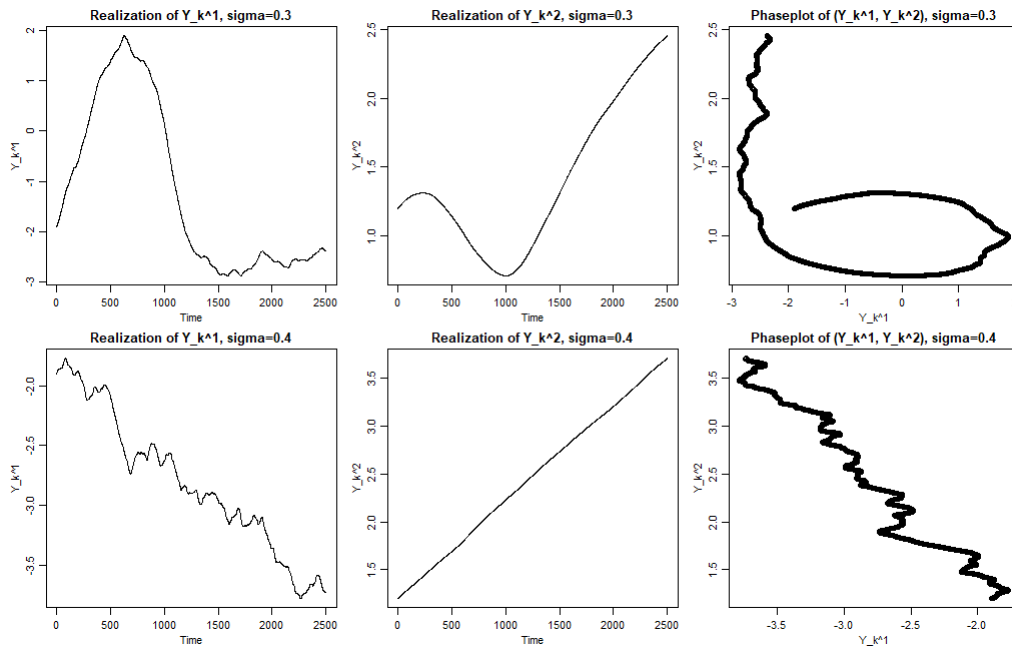 Realization of Y_k^1, sigma=0.3
Y_k^1
-3 -2 -1 0 1 2
0 500 1000 1500 2000 2500
Time
Realization of Y_k^2, sigma=0.3
Y_k^2
1.0 1.5 2.0 2.5
0 500 1000 1500 2000 2500
Time
Phaseplot of (Y_k^1, Y_k^2), sigma=0.3
Y_k^2
1.0 1.5 2.0 2.5
-3 -2 -1 0 1
Y_k^1
Realization of Y_k^1, sigma=0.4
Y_k^1
-3.5 -3.0 -2.5 -2.0
0 500 1000 1500 2000 2500
Time
Realization of Y_k^2, sigma=0.4
Y_k^2
1.5 2.0 2.5 3.0 3.5
0 500 1000 1500 2000 2500
Time
Phaseplot of (Y_k^1, Y_k^2), sigma=0.4
Y_k^2
1.5 2.0 2.5 3.0 3.5
-3.5 -3.0 -2.5 -2.0
Y_k^1